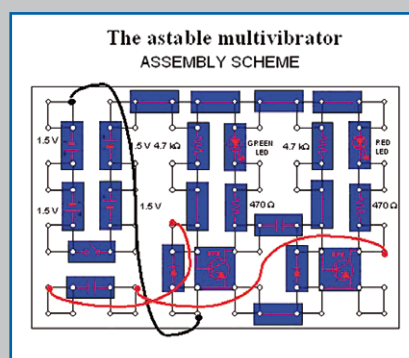 The astable multivibrator
ASSEMBLY SCHEME
1.5 V
1.5 V 4.7 kΩ
GREEN
LED
4.7 kΩ
RED
LED
1.5 V
1.5 V
470 Ω
470 Ω